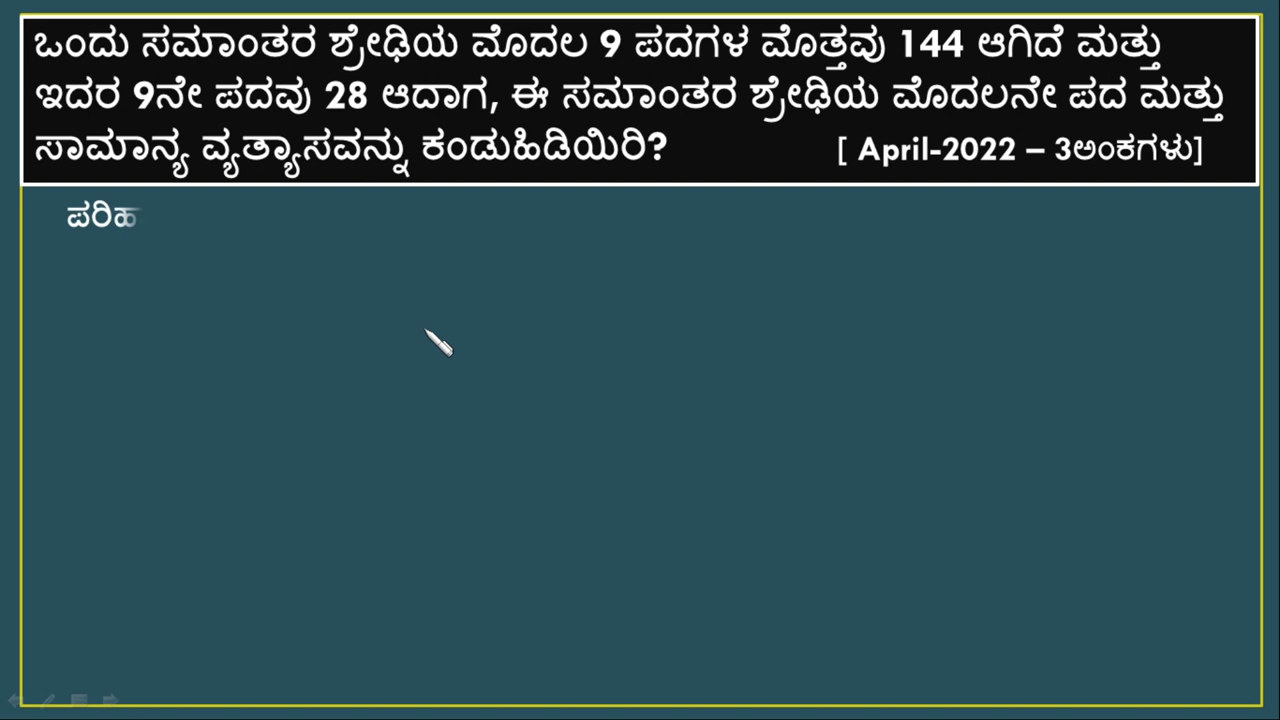 ಒಂದು ಸಮಾಂತರ ಶ್ರೇಢಿಯ ಮೊದಲ 9 ಪದಗಳ ಮೊತ್ತವು 144 ಆಗಿದೆ ಮತ್ತು
ಇದರ 9ನೇ ಪದವು 28 ಆದಾಗ, ಈ ಸಮಾಂತರ ಶ್ರೇಢಿಯ ಮೊದಲನೇ ಪದ ಮತ್ತು
ಸಾಮಾನ್ಯ ವ್ಯತ್ಯಾಸವನ್ನು ಕಂಡುಹಿಡಿಯಿರಿ? [ April-2022 – 3ಅಂಕಗಳು]
ಪರಿಹ